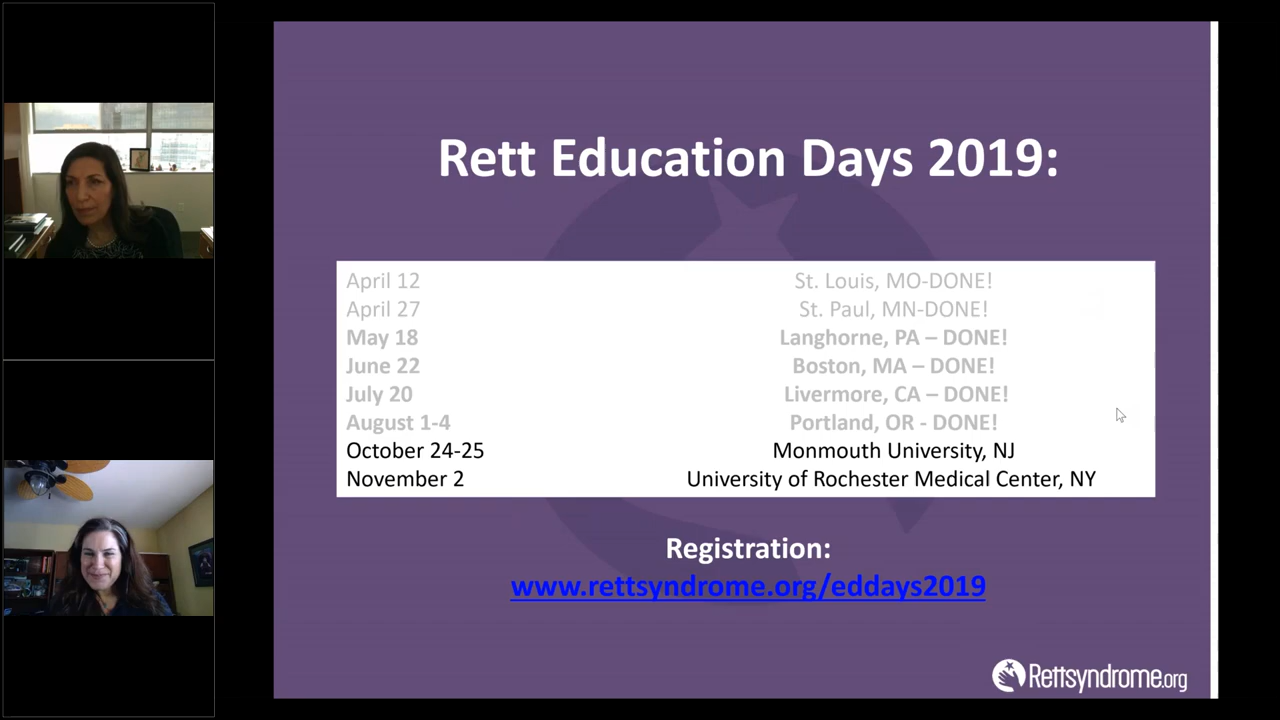 Rett Education Days 2019:
April 12 St. Louis, MO-DONE!
April 27 St. Paul, MN-DONE!
May 18 Langhorne, PA – DONE!
June 22 Boston, MA – DONE!
July 20 Livermore, CA – DONE!
August 1-4 Portland, OR - DONE!
October 24-25 Monmouth University, NJ
November 2 University of Rochester Medical Center, NY
Registration:
www.rettsyndrome.org/eddays2019
Rettsyndrome.org